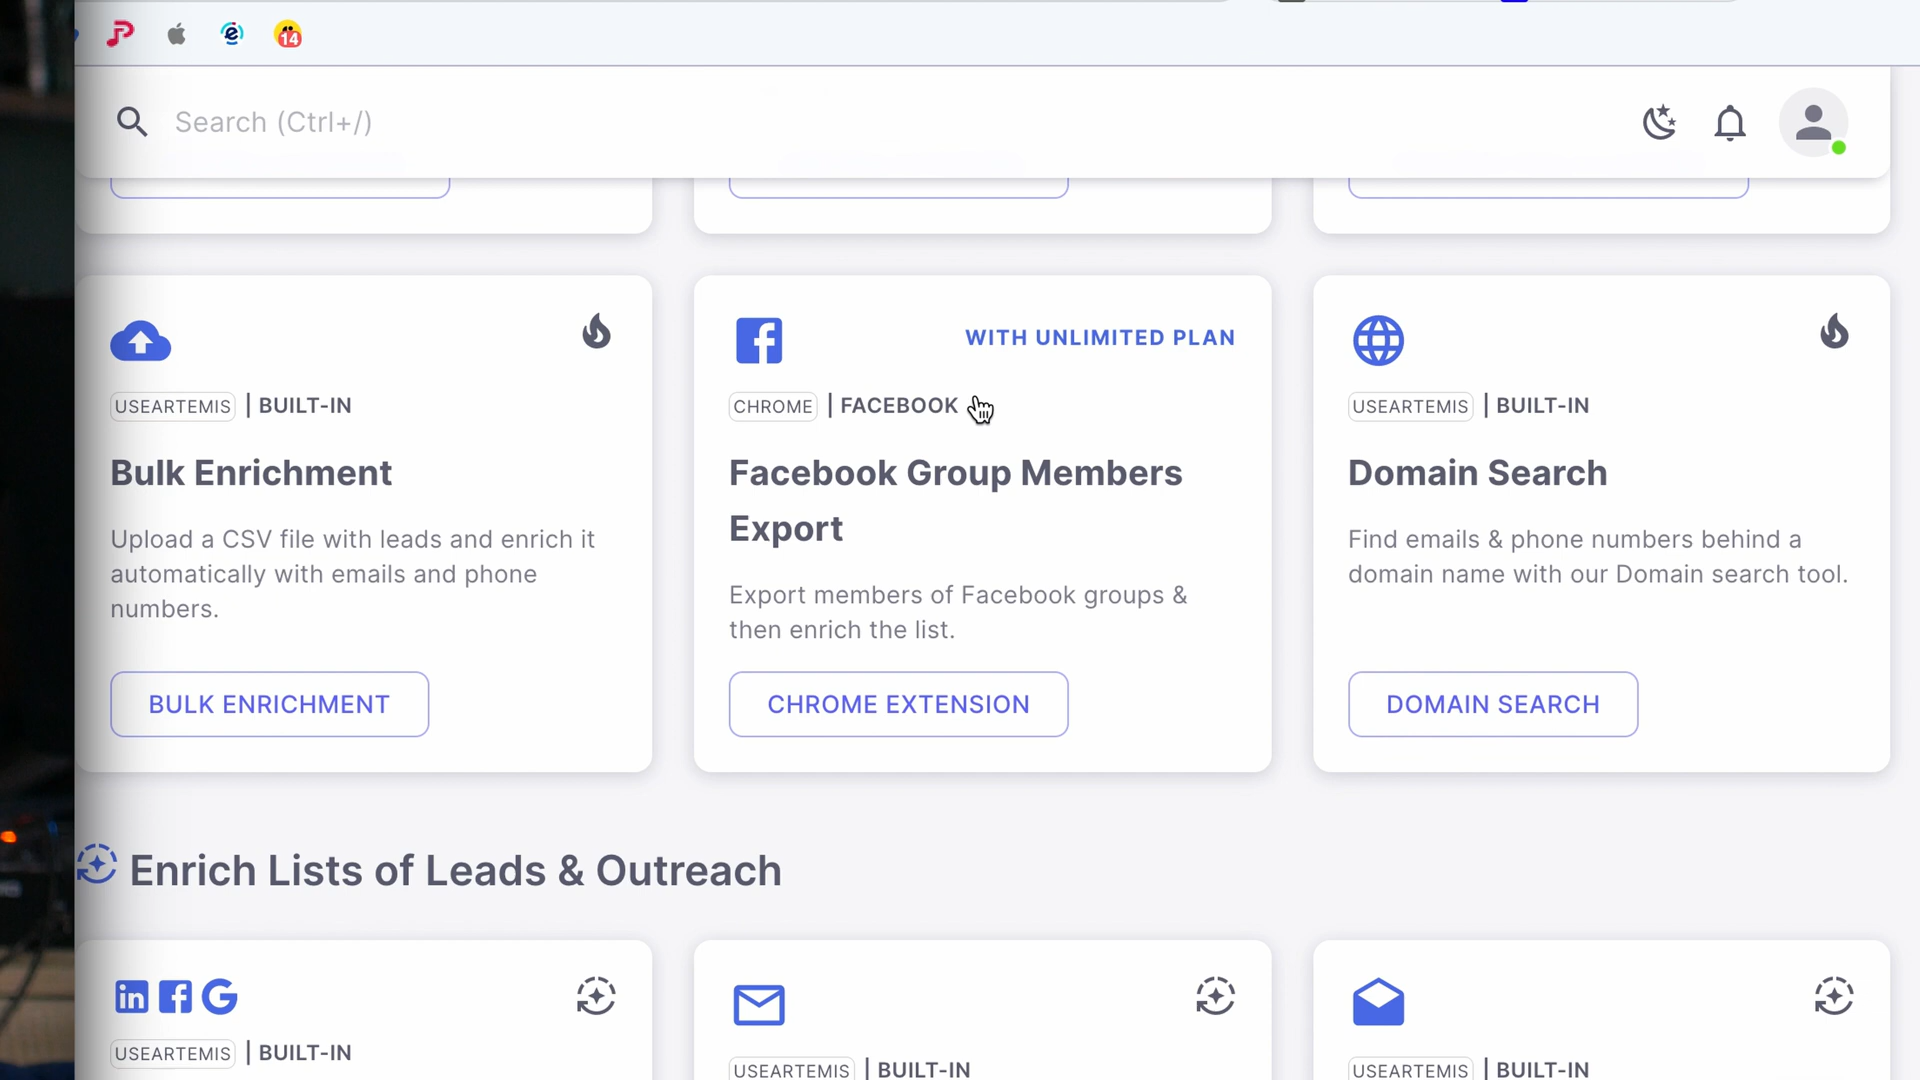 14
Search (Ctrl+/)
USEARTEMIS | BUILT-IN
Bulk Enrichment
Upload a CSV file with leads and enrich it
automatically with emails and phone
numbers.
BULK ENRICHMENT
WITH UNLIMITED PLAN
CHROME | FACEBOOK
Facebook Group Members
Export
Export members of Facebook groups &
then enrich the list.
CHROME EXTENSION
USEARTEMIS | BUILT-IN
Domain Search
Find emails & phone numbers behind a
domain name with our Domain search tool.
DOMAIN SEARCH
Enrich Lists of Leads & Outreach
USEARTEMIS | BUILT-IN
USEARTEMIS | BUILT-IN
USEARTEMIS | BUILT-IN